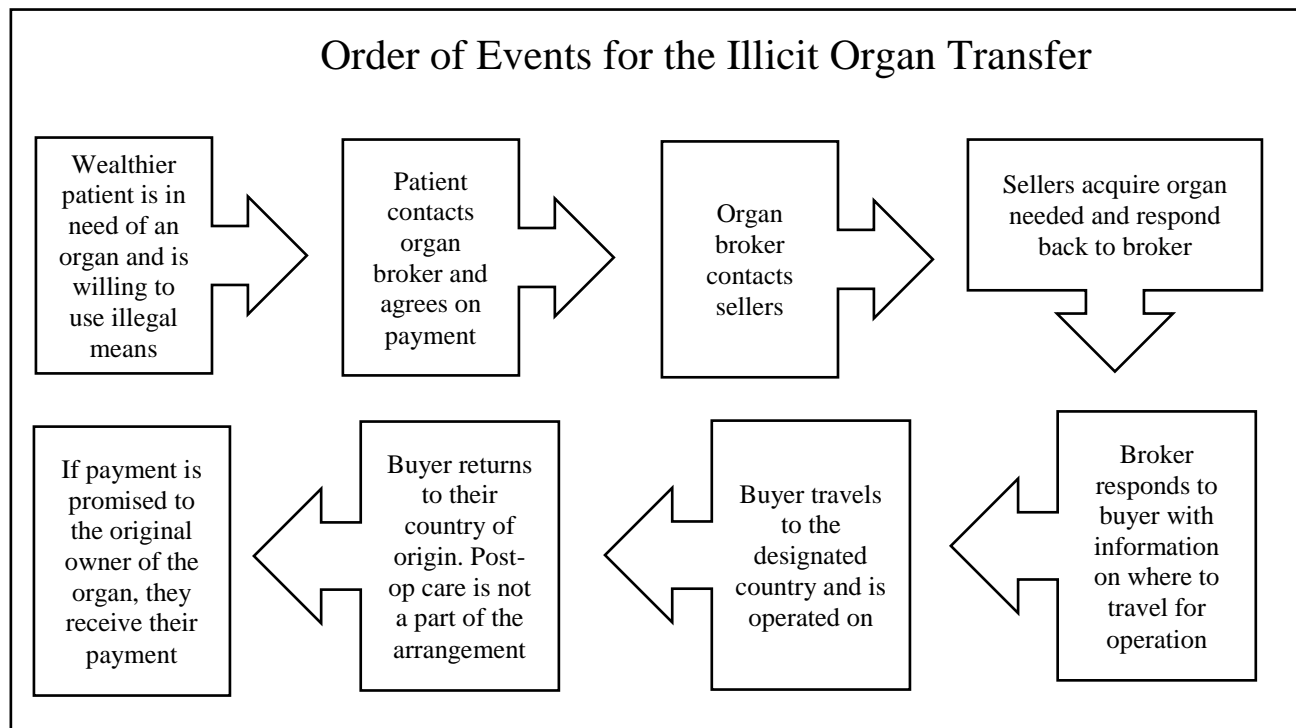 Order of Events for the Illicit Organ Transfer
Wealthier
patient is in
need of an
organ and is
willing to
use illegal
means
Patient
contacts
organ
broker and
agrees on
payment
Organ
broker
contacts
sellers
Sellers acquire organ
needed and respond
back to broker
Broker
responds to
buyer with
information
on where to
travel for
operation
Buyer travels
to the
designated
country and is
operated on
Buyer returns
to their
country of
origin. Post-
op care is not
a part of the
arrangement
If payment is
promised to
the original
owner of the
organ, they
receive their
payment